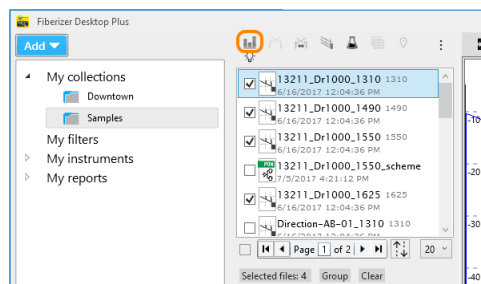 Fiberizer Desktop Plus
Add
My collections
Downtown
Samples
My filters
My instruments
My reports
13211_Dr1000_1310 1310
6/16/2017 12:04:36 PM
13211_Dr1000_1490 1490
6/16/2017 12:04:36 PM
13211_Dr1000_1550 1550
6/16/2017 12:04:36 PM
PON
13211_Dr1000_1550_scheme
7/5/2017 4:21:12 PM
13211_Dr1000_1625 1625
6/16/2017 12:04:36 PM
Direction-AB-01_1310 1310
6/16/2017 12:04:36 PM
Page 1 of 2
20
Selected files: 4 Group Clear
-10
-20
-30
-40